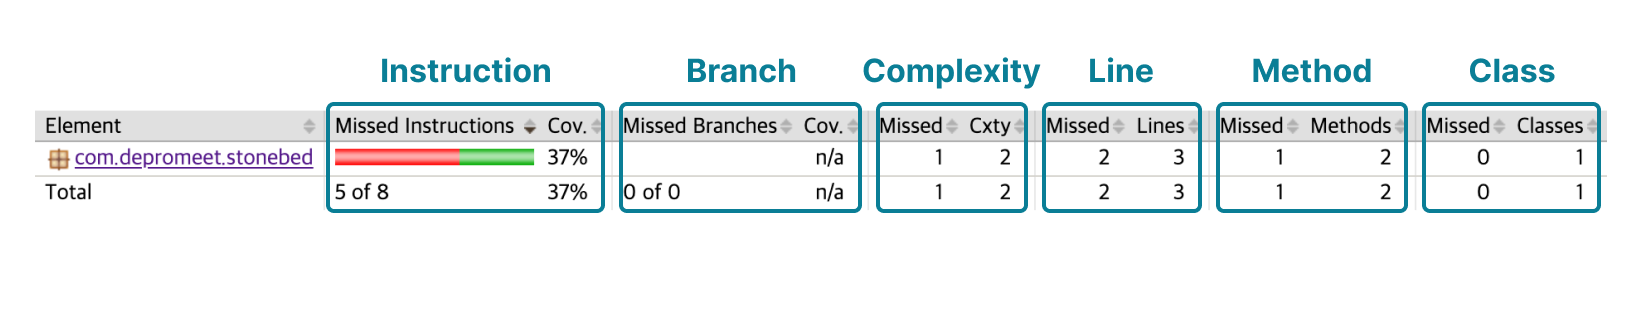 Instruction Branch Complexity Line Method Class
Element Missed Instructions Cov. Missed Branches Cov. Missed Cxty Missed Lines Missed Methods Missed Classes
com.depromeet.stonebed 37% n/a 1 2 2 3 1 2 0 1
Total 5 of 8 37% 0 of 0 n/a 1 2 2 3 1 2 0 1